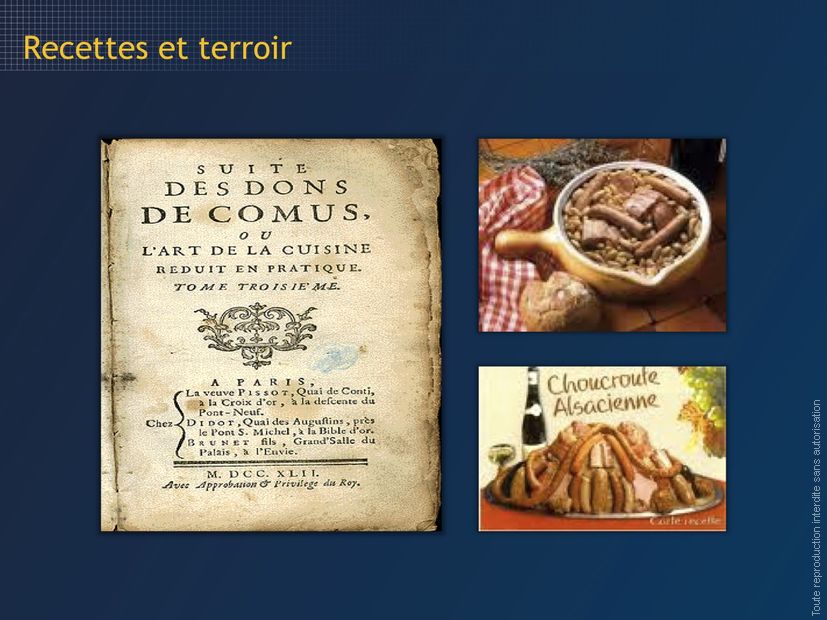 Recettes et terroir
SUITE
DES DONS
DE COMUS,
OU
L'ART DE LA CUISINE
REDUIT EN PRATIQUE.
TOME TROISIE'ME.
A PARIS,
La veuve PISSOT, Quai de Conti,
à la Croix d'or, à la descente du
Pont-Neuf.
Chez DIDOT, Quai des Augustins, près
le Pont S. Michel, à la Bible d'or.
BRUNET fils, Grand'Salle du
Palais, à l'Envie.
M. DCC. XLII.
Avec Approbation & Privilege du Roy.
Choucroute
Alsacienne
Carte recette
Toute reproduction interdite sans autorisation